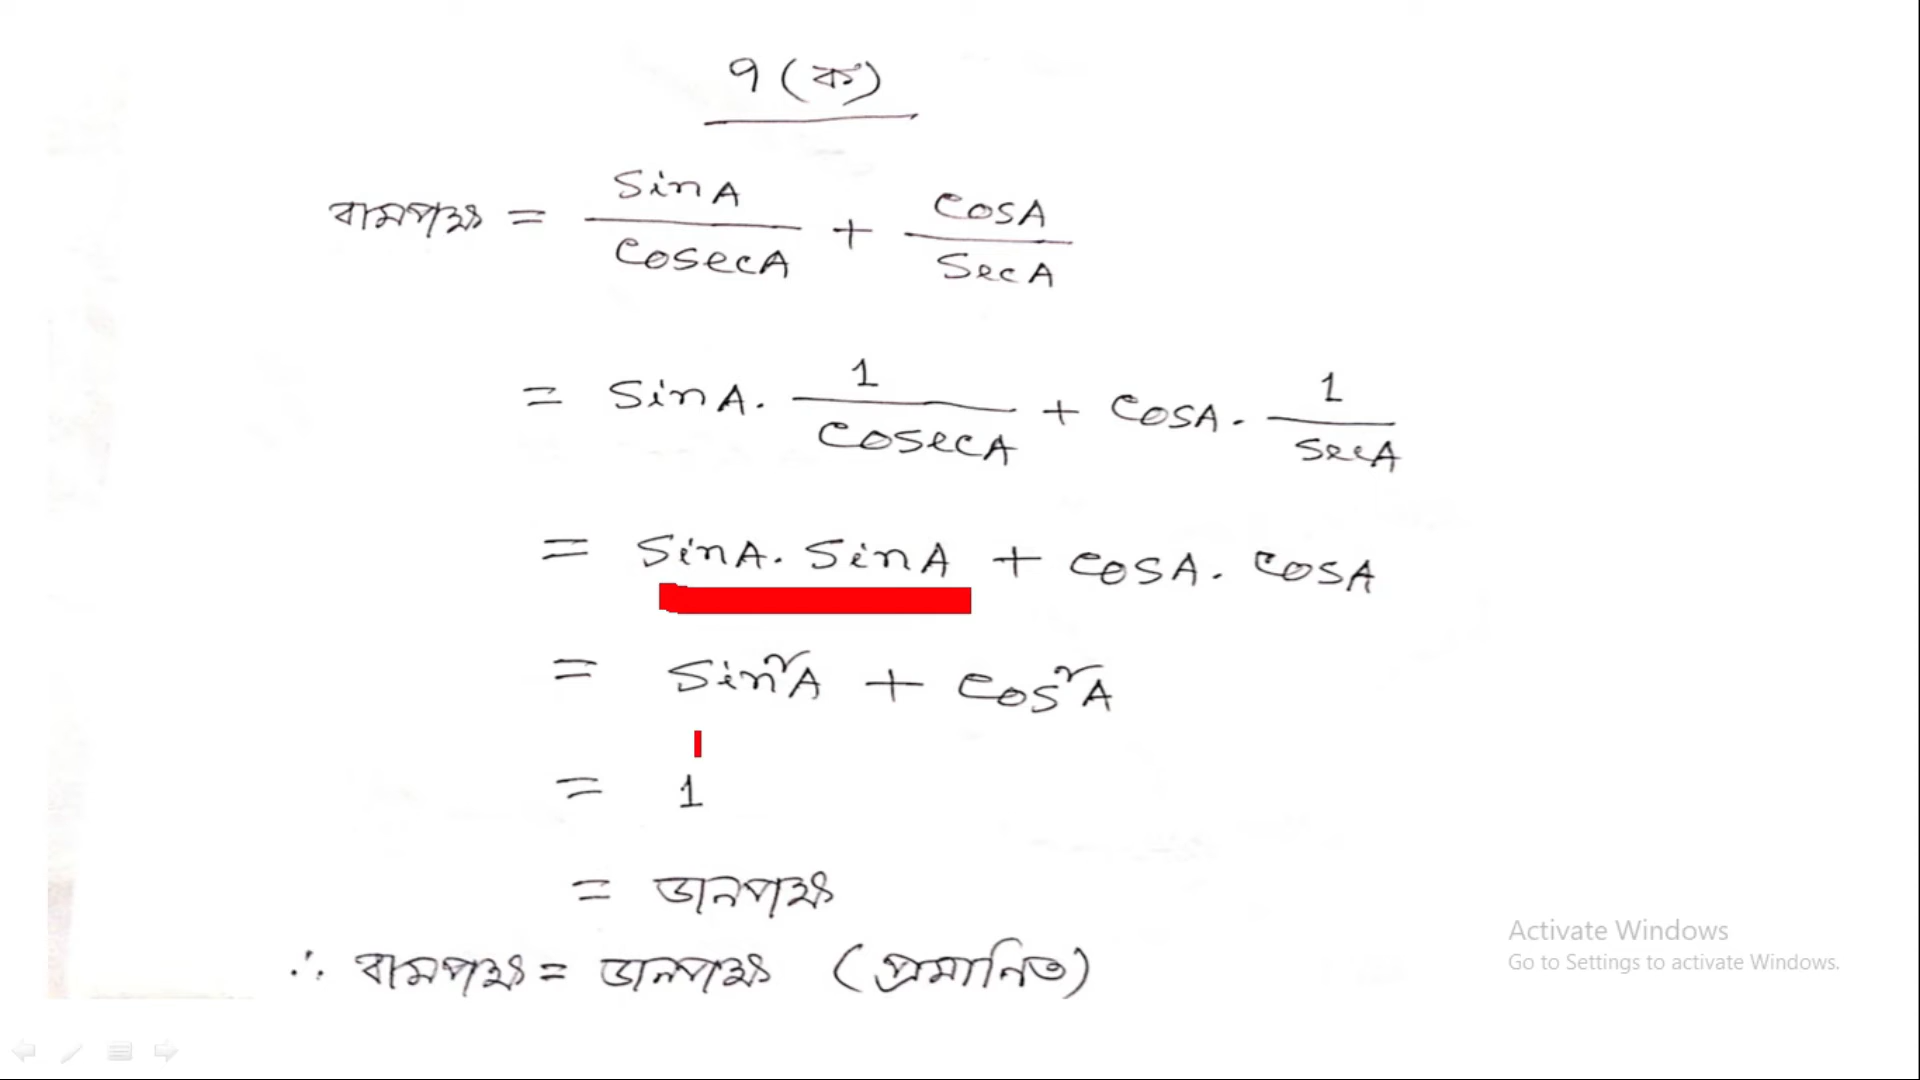 ৭ (ক)
বামপক্ষ = SinA/CosecA + CosA/SecA
= SinA. 1/CosecA + CosA. 1/SecA
= SinA. SinA + CosA. CosA
= Sin²A + Cos²A
= 1
= ডানপক্ষ
∴ বামপক্ষ = ডানপক্ষ (প্রমানিত)
Activate Windows
Go to Settings to activate Windows.